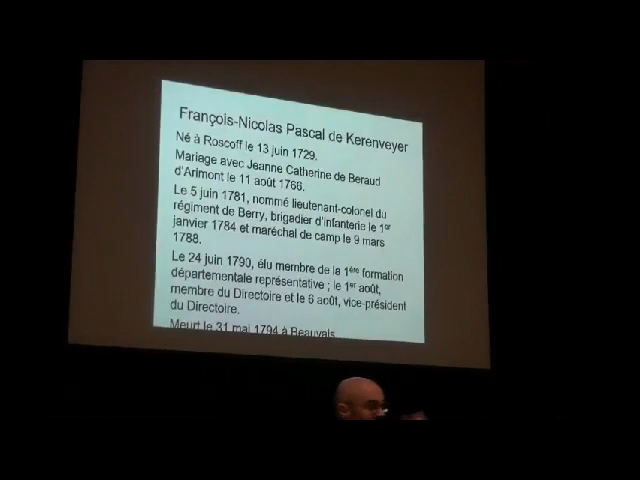 François-Nicolas Pascal de Kerenveyer
Né à Roscoff le 13 juin 1729.
Mariage avec Jeanne Catherine de Beraud
d'Arimont le 11 août 1766.
Le 5 juin 1781, nommé lieutenant-colonel du
régiment de Berry, brigadier d'infanterie le 1er
janvier 1784 et maréchal de camp le 9 mars
1788.
Le 24 juin 1790, élu membre de la 1ère formation
départementale représentative ; le 1er août,
membre du Directoire et le 6 août, vice-président
du Directoire.
Meurt le 31 mai 1794 à Beauvais